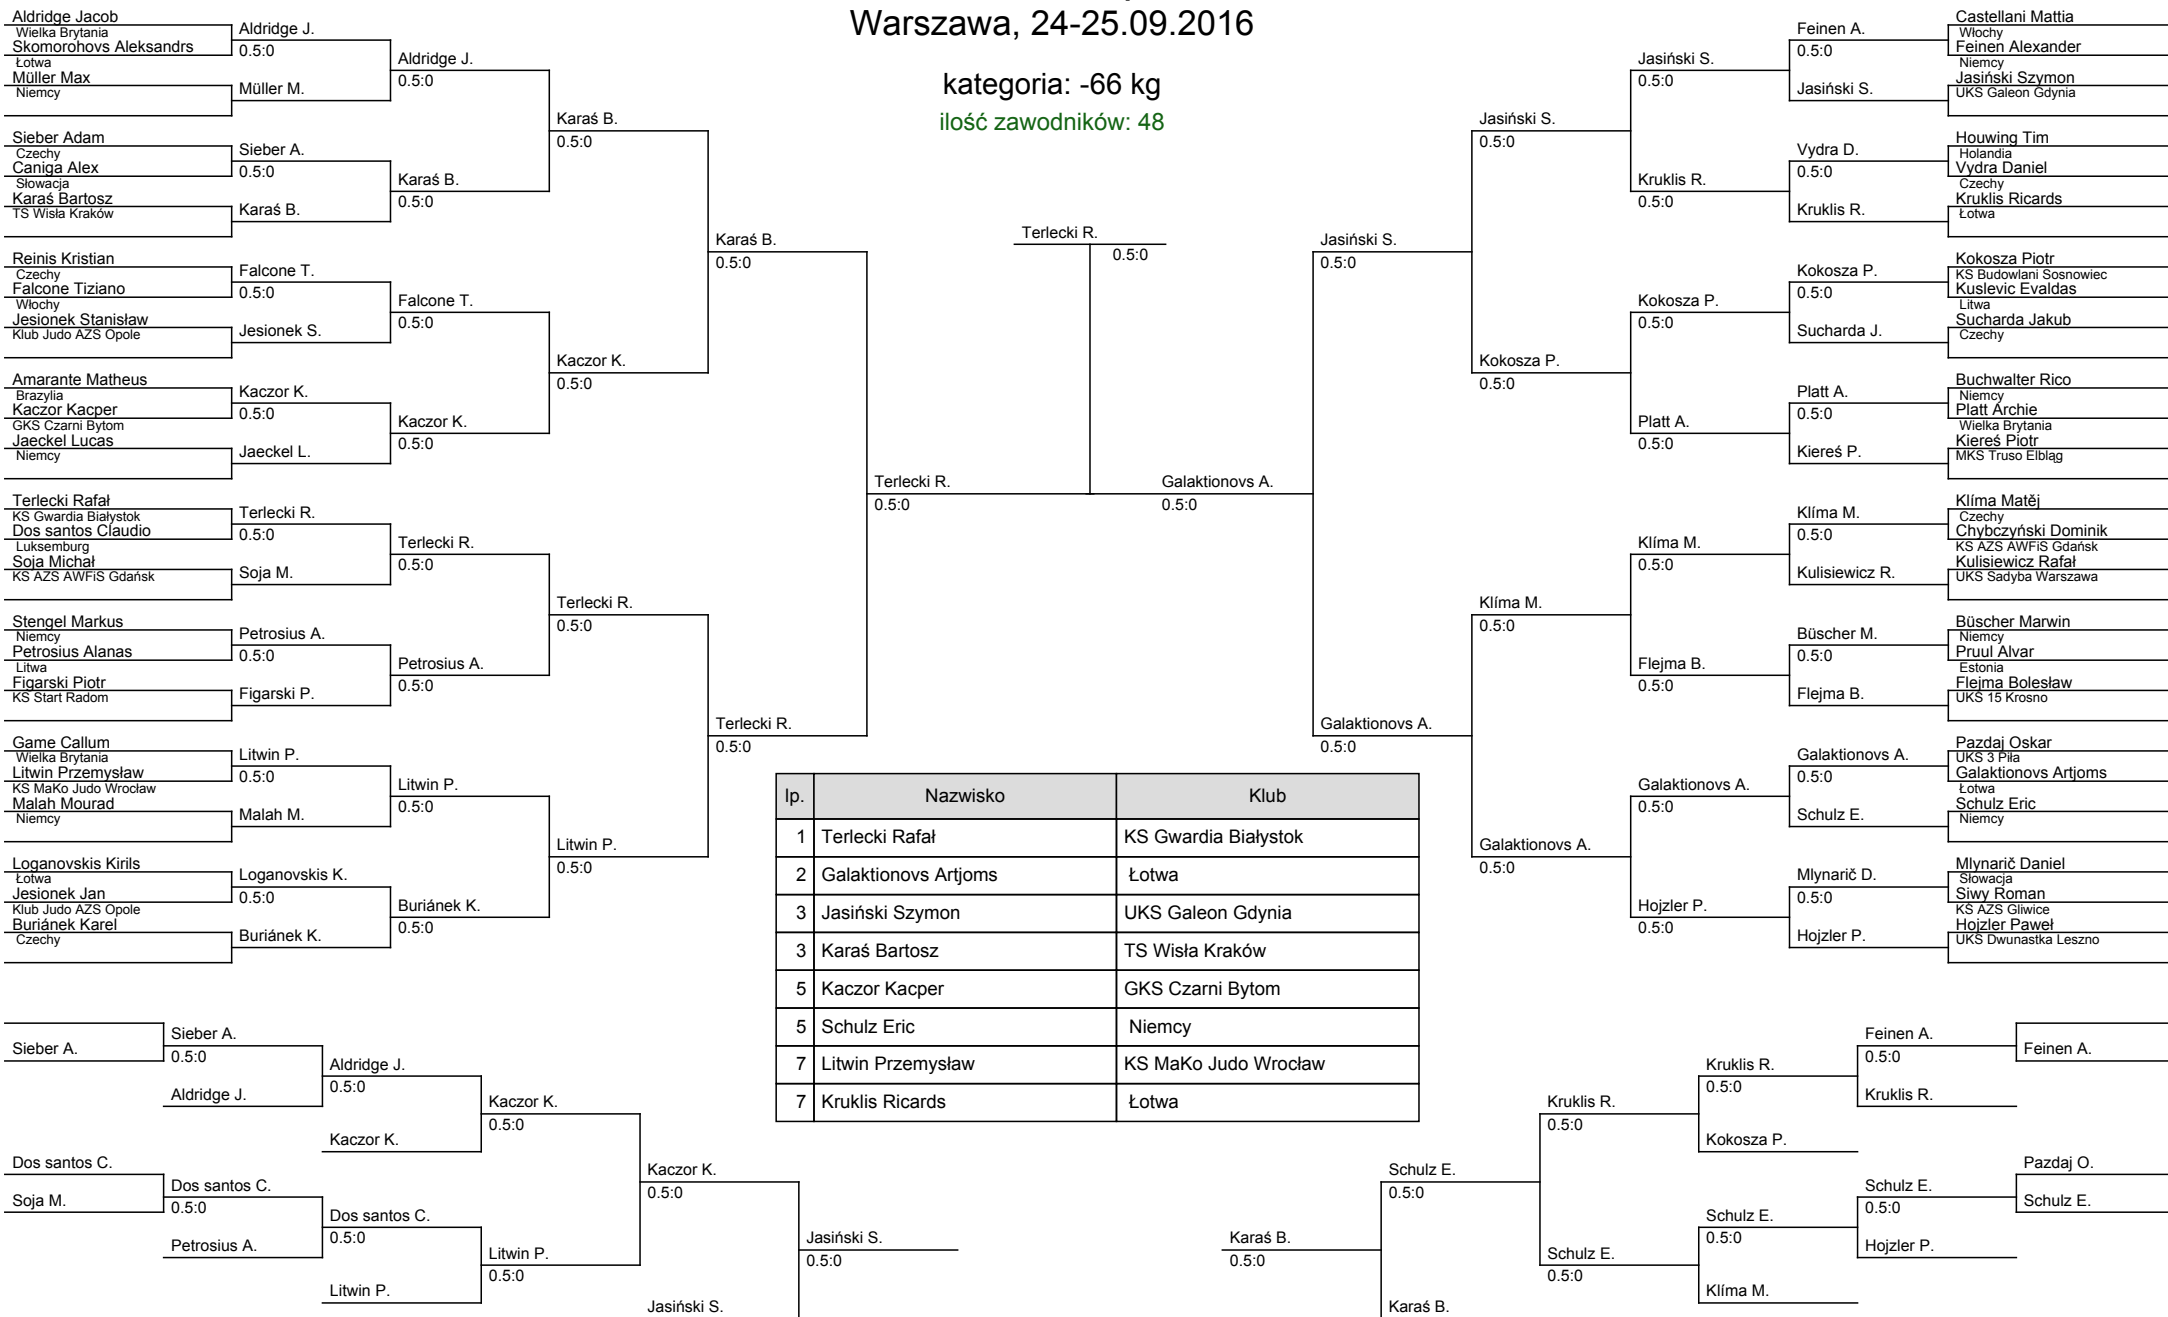 Warszawa, 24-25.09.2016
kategoria: -66 kg
ilość zawodników: 48
Aldridge Jacob
Wielka Brytania
Skomorohovs Aleksandrs
Łotwa
Müller Max
Niemcy
Sieber Adam
Czechy
Caniga Alex
Słowacja
Karaś Bartosz
TS Wisła Kraków
Reinis Kristian
Czechy
Falcone Tiziano
Włochy
Jesionek Stanisław
Klub Judo AZS Opole
Amarante Matheus
Brazylia
Kaczor Kacper
GKS Czarni Bytom
Jaeckel Lucas
Niemcy
Terlecki Rafał
KS Gwardia Białystok
Dos santos Claudio
Luksemburg
Soja Michał
KS AZS AWFiS Gdańsk
Stengel Markus
Niemcy
Petrosius Alanas
Litwa
Figarski Piotr
KS Start Radom
Game Callum
Wielka Brytania
Litwin Przemysław
KS MaKo Judo Wrocław
Malah Mourad
Niemcy
Loganovskis Kirils
Łotwa
Jesionek Jan
Klub Judo AZS Opole
Buriánek Karel
Czechy
Aldridge J.
0.5:0
Müller M.
Sieber A.
0.5:0
Karaś B.
Falcone T.
0.5:0
Jesionek S.
Kaczor K.
0.5:0
Jaeckel L.
Terlecki R.
0.5:0
Soja M.
Petrosius A.
0.5:0
Figarski P.
Litwin P.
0.5:0
Malah M.
Loganovskis K.
0.5:0
Buriánek K.
Aldridge J.
0.5:0
Karaś B.
0.5:0
Falcone T.
0.5:0
Kaczor K.
0.5:0
Terlecki R.
0.5:0
Petrosius A.
0.5:0
Litwin P.
0.5:0
Buriánek K.
0.5:0
Karaś B.
0.5:0
Kaczor K.
0.5:0
Terlecki R.
0.5:0
Litwin P.
0.5:0
Karaś B.
0.5:0
Terlecki R.
0.5:0
Terlecki R.
0.5:0
Terlecki R.
0.5:0
Galaktionovs A.
0.5:0
Jasiński S.
0.5:0
Galaktionovs A.
0.5:0
Jasiński S.
0.5:0
Kokosza P.
0.5:0
Klíma M.
0.5:0
Galaktionovs A.
0.5:0
Jasiński S.
0.5:0
Kruklis R.
0.5:0
Kokosza P.
0.5:0
Platt A.
0.5:0
Klíma M.
0.5:0
Flejma B.
0.5:0
Galaktionovs A.
0.5:0
Hojzler P.
0.5:0
Feinen A.
0.5:0
Jasiński S.
Vydra D.
0.5:0
Kruklis R.
Kokosza P.
0.5:0
Sucharda J.
Platt A.
0.5:0
Kiereś P.
Klíma M.
0.5:0
Kulisiewicz R.
Büscher M.
0.5:0
Flejma B.
Galaktionovs A.
0.5:0
Schulz E.
Mlynarič D.
0.5:0
Hojzler P.
Castellani Mattia
Włochy
Feinen Alexander
Niemcy
Jasiński Szymon
UKS Galeon Gdynia
Houwing Tim
Holandia
Vydra Daniel
Czechy
Kruklis Ricards
Łotwa
Kokosza Piotr
KS Budowlani Sosnowiec
Kuslevic Evaldas
Litwa
Sucharda Jakub
Czechy
Buchwalter Rico
Niemcy
Platt Archie
Wielka Brytania
Kiereś Piotr
MKS Truso Elbląg
Klíma Matěj
Czechy
Chybczyński Dominik
KS AZS AWFiS Gdańsk
Kulisiewicz Rafał
UKS Sadyba Warszawa
Büscher Marwin
Niemcy
Pruul Alvar
Estonia
Flejma Bolesław
UKS 15 Krosno
Pazdaj Oskar
UKS 3 Piła
Galaktionovs Artjoms
Łotwa
Schulz Eric
Niemcy
Mlynarič Daniel
Słowacja
Siwy Roman
KS AZS Gliwice
Hojzler Paweł
UKS Dwunastka Leszno
lp. Nazwisko Klub
1 Terlecki Rafał KS Gwardia Białystok
2 Galaktionovs Artjoms Łotwa
3 Jasiński Szymon UKS Galeon Gdynia
3 Karaś Bartosz TS Wisła Kraków
5 Kaczor Kacper GKS Czarni Bytom
5 Schulz Eric Niemcy
7 Litwin Przemysław KS MaKo Judo Wrocław
7 Kruklis Ricards Łotwa
Sieber A.
Dos santos C.
Soja M.
Sieber A.
0.5:0
Aldridge J.
Dos santos C.
0.5:0
Petrosius A.
Aldridge J.
0.5:0
Kaczor K.
Dos santos C.
0.5:0
Litwin P.
Kaczor K.
0.5:0
Litwin P.
0.5:0
Kaczor K.
0.5:0
Jasiński S.
Jasiński S.
0.5:0
Karaś B.
0.5:0
Schulz E.
0.5:0
Karaś B.
Kruklis R.
0.5:0
Schulz E.
0.5:0
Kruklis R.
0.5:0
Kokosza P.
Schulz E.
0.5:0
Klíma M.
Feinen A.
0.5:0
Kruklis R.
Schulz E.
0.5:0
Hojzler P.
Feinen A.
Pazdaj O.
Schulz E.